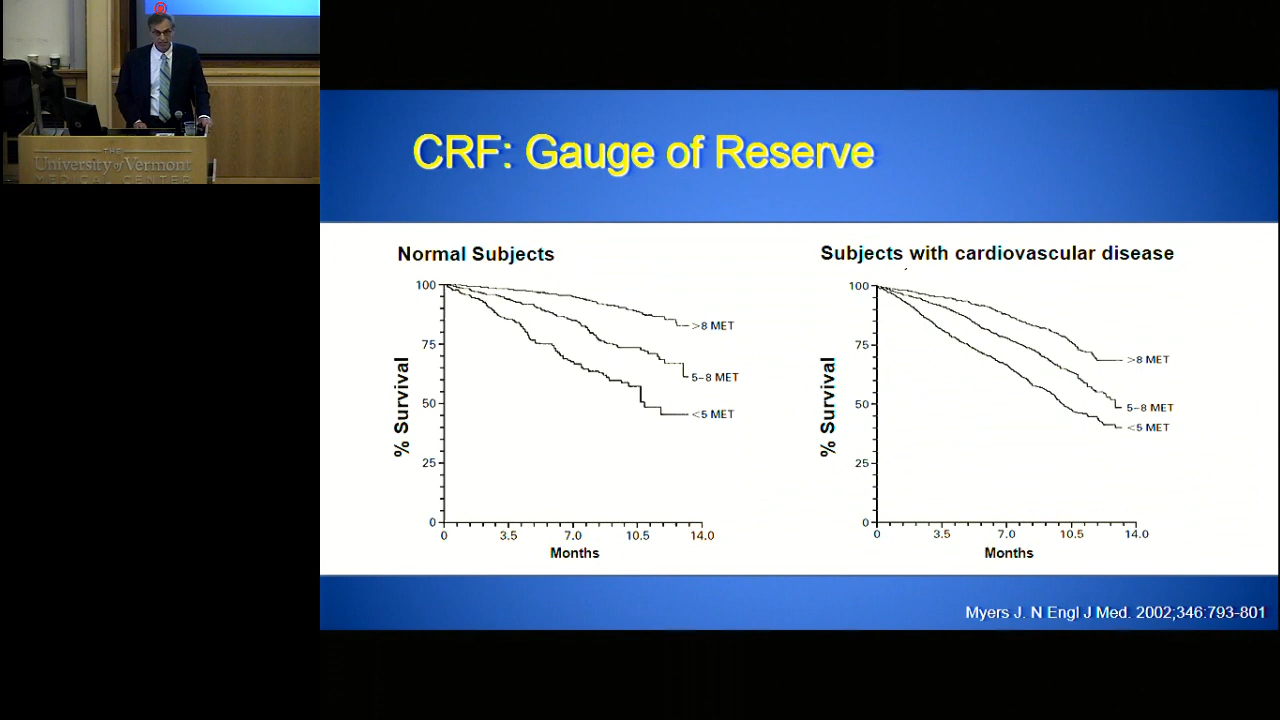 THE
University of Vermont
MEDICAL CENTER
CRF: Gauge of Reserve
Normal Subjects
100
75
50
25
0
% Survival
>8 MET
5–8 MET
<5 MET
0 3.5 7.0 10.5 14.0
Months
Subjects with cardiovascular disease
100
75
50
25
0
% Survival
>8 MET
5–8 MET
<5 MET
0 3.5 7.0 10.5 14.0
Months
Myers J. N Engl J Med. 2002;346:793-801